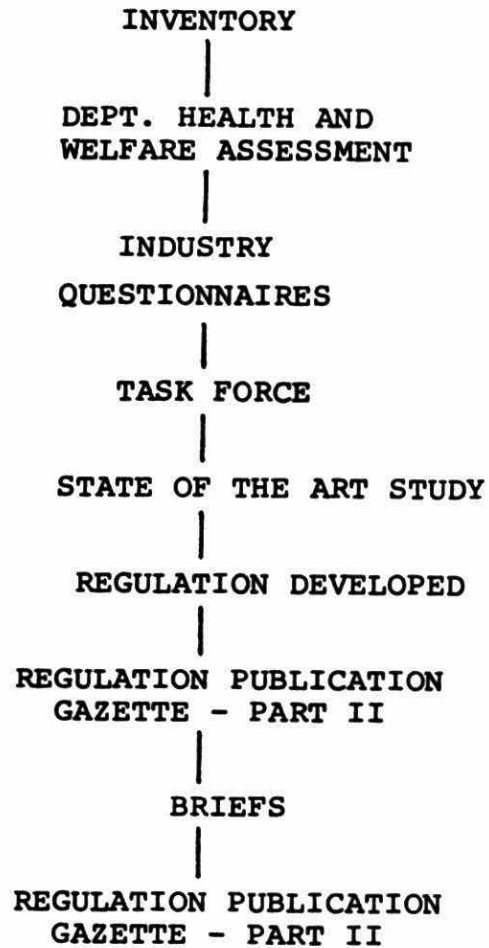 INVENTORY
DEPT. HEALTH AND
WELFARE ASSESSMENT
INDUSTRY
QUESTIONNAIRES
TASK FORCE
STATE OF THE ART STUDY
REGULATION DEVELOPED
REGULATION PUBLICATION
GAZETTE - PART II
BRIEFS
REGULATION PUBLICATION
GAZETTE - PART II